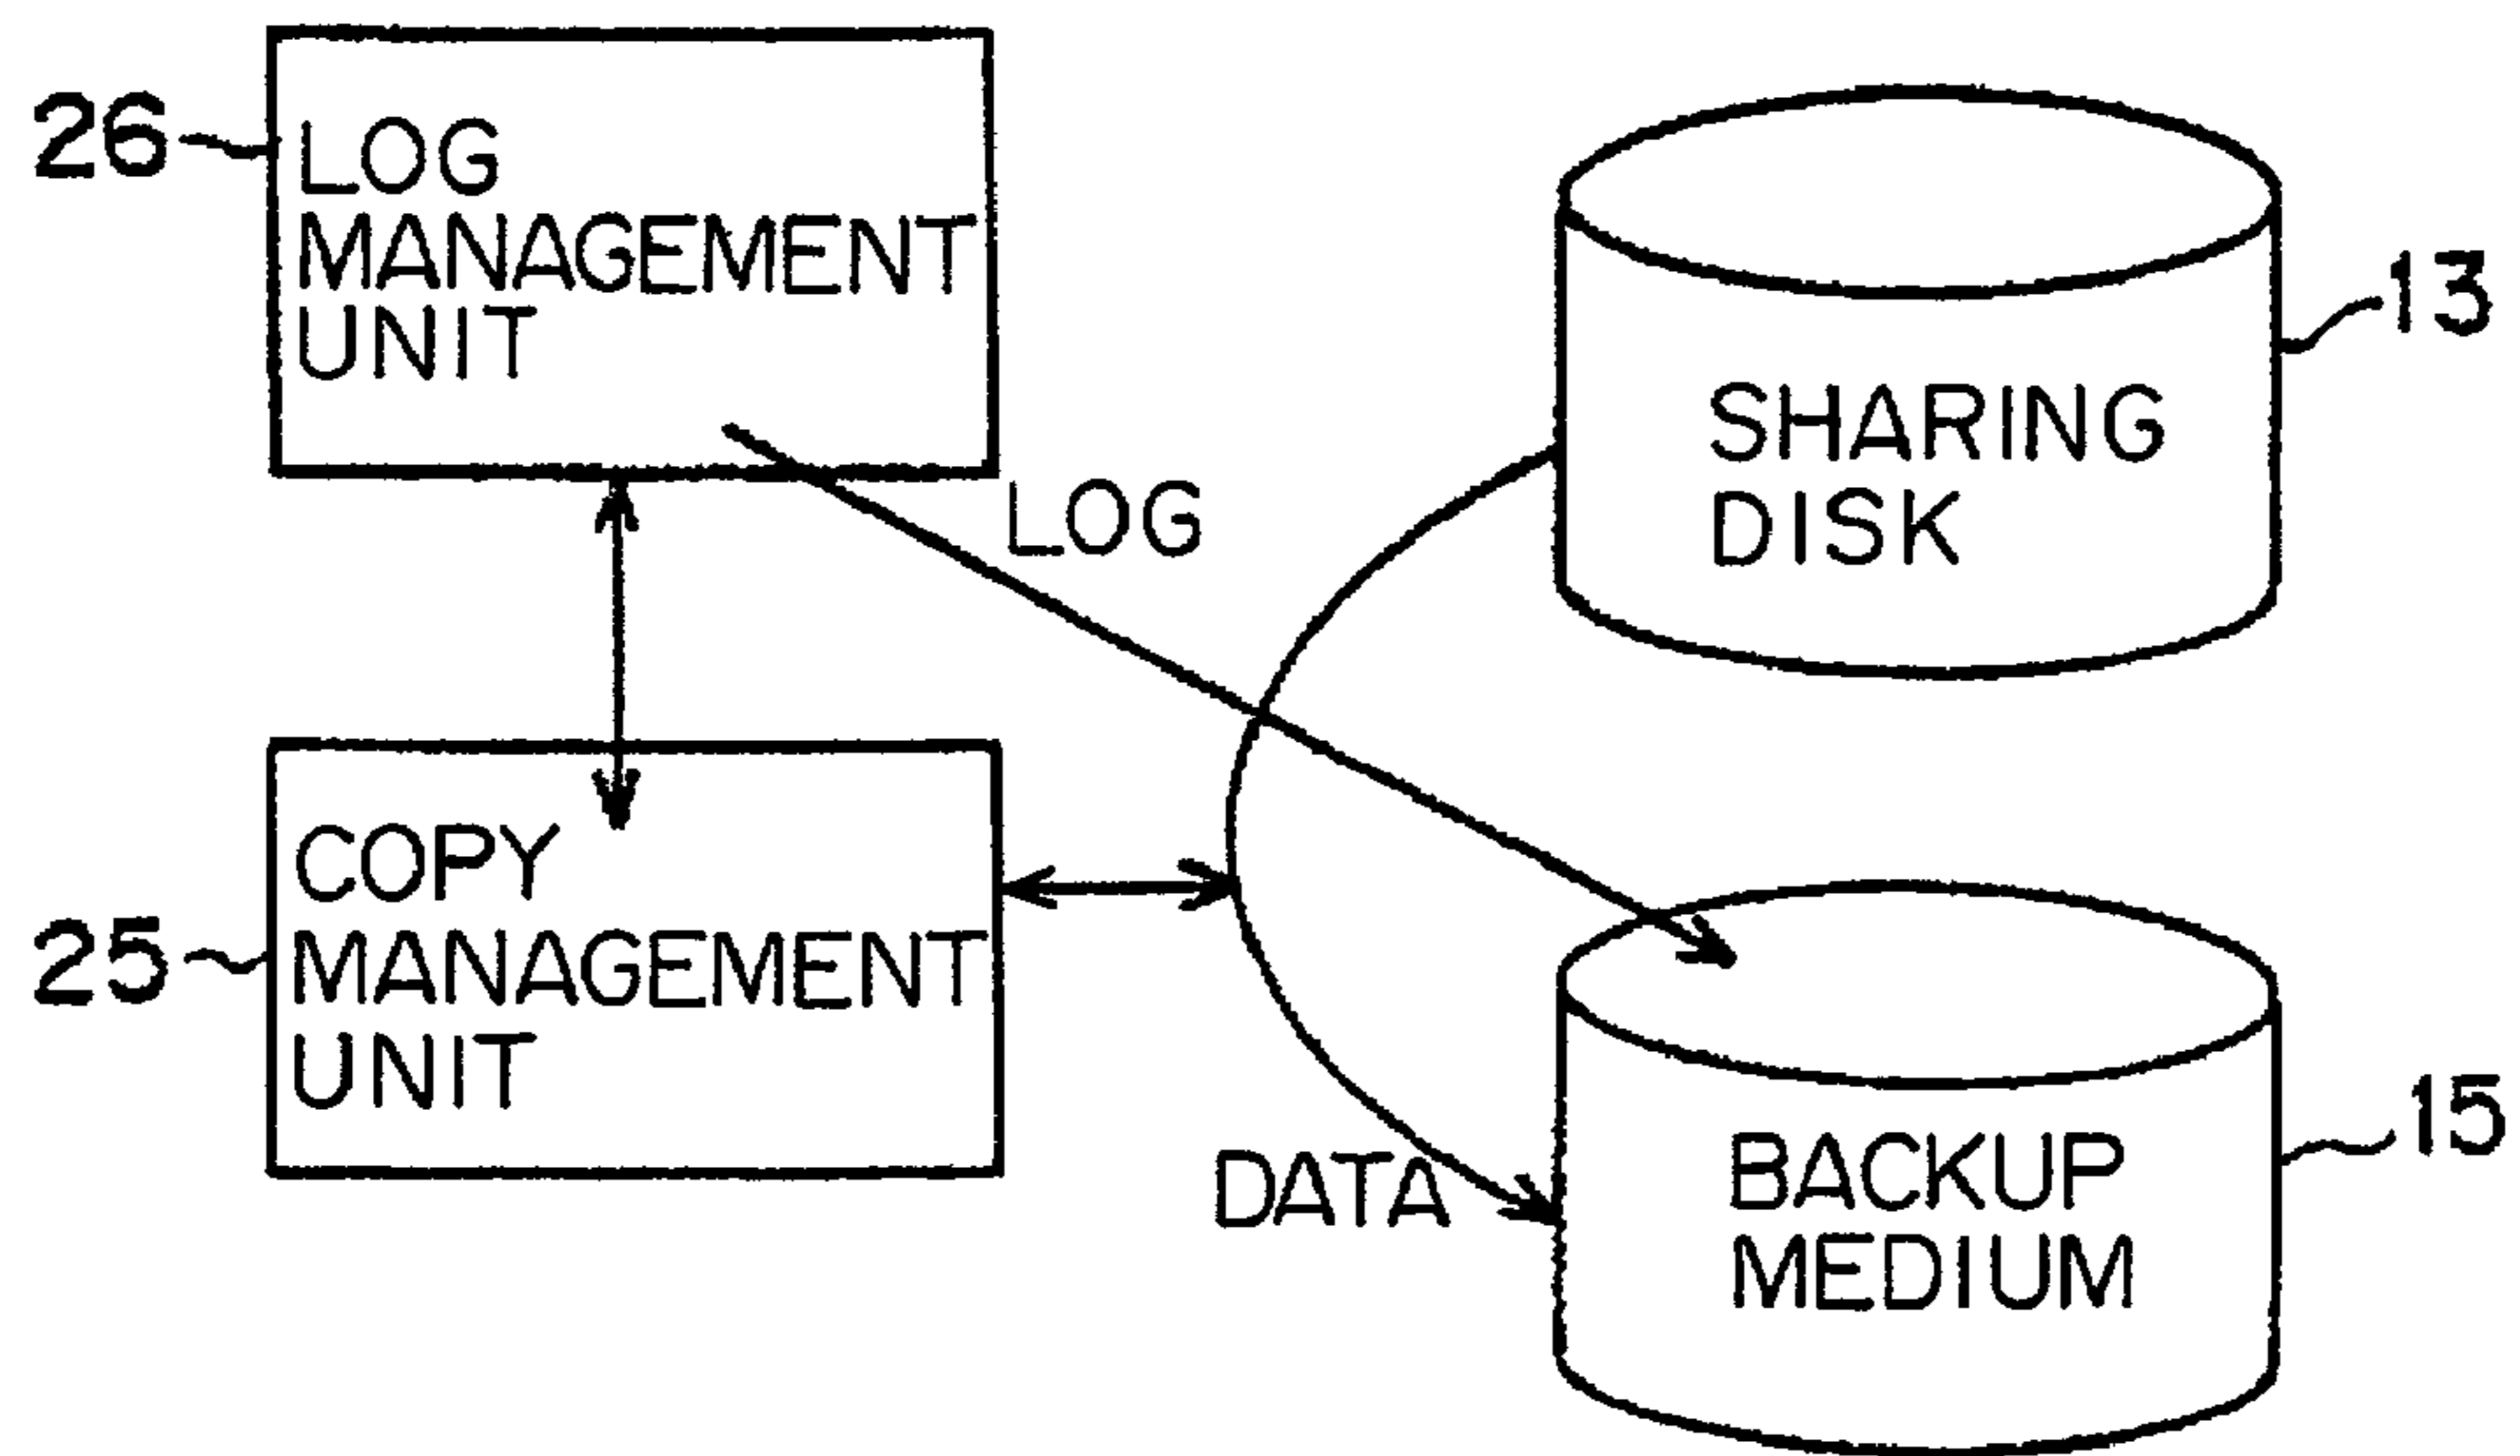 26
LOG
MANAGEMENT
UNIT
13
SHARING
DISK
LOG
25
COPY
MANAGEMENT
UNIT
DATA
15
BACKUP
MEDIUM